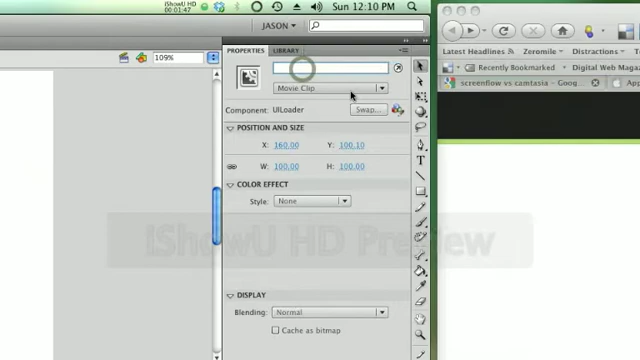 iShowU HD
00:01:47
Sun 12:10 PM
JASON
109%
PROPERTIES LIBRARY
Movie Clip
Component: UILoader Swap...
POSITION AND SIZE
X: 160.00 Y: 100.10
W: 100.00 H: 100.00
COLOR EFFECT
Style: None
iShowU HD Preview
DISPLAY
Blending: Normal
Cache as bitmap
Latest Headlines Zeromile Distractions
Recently Bookmarked Digital Web Magaz
screenflow vs camtasia - Goog...